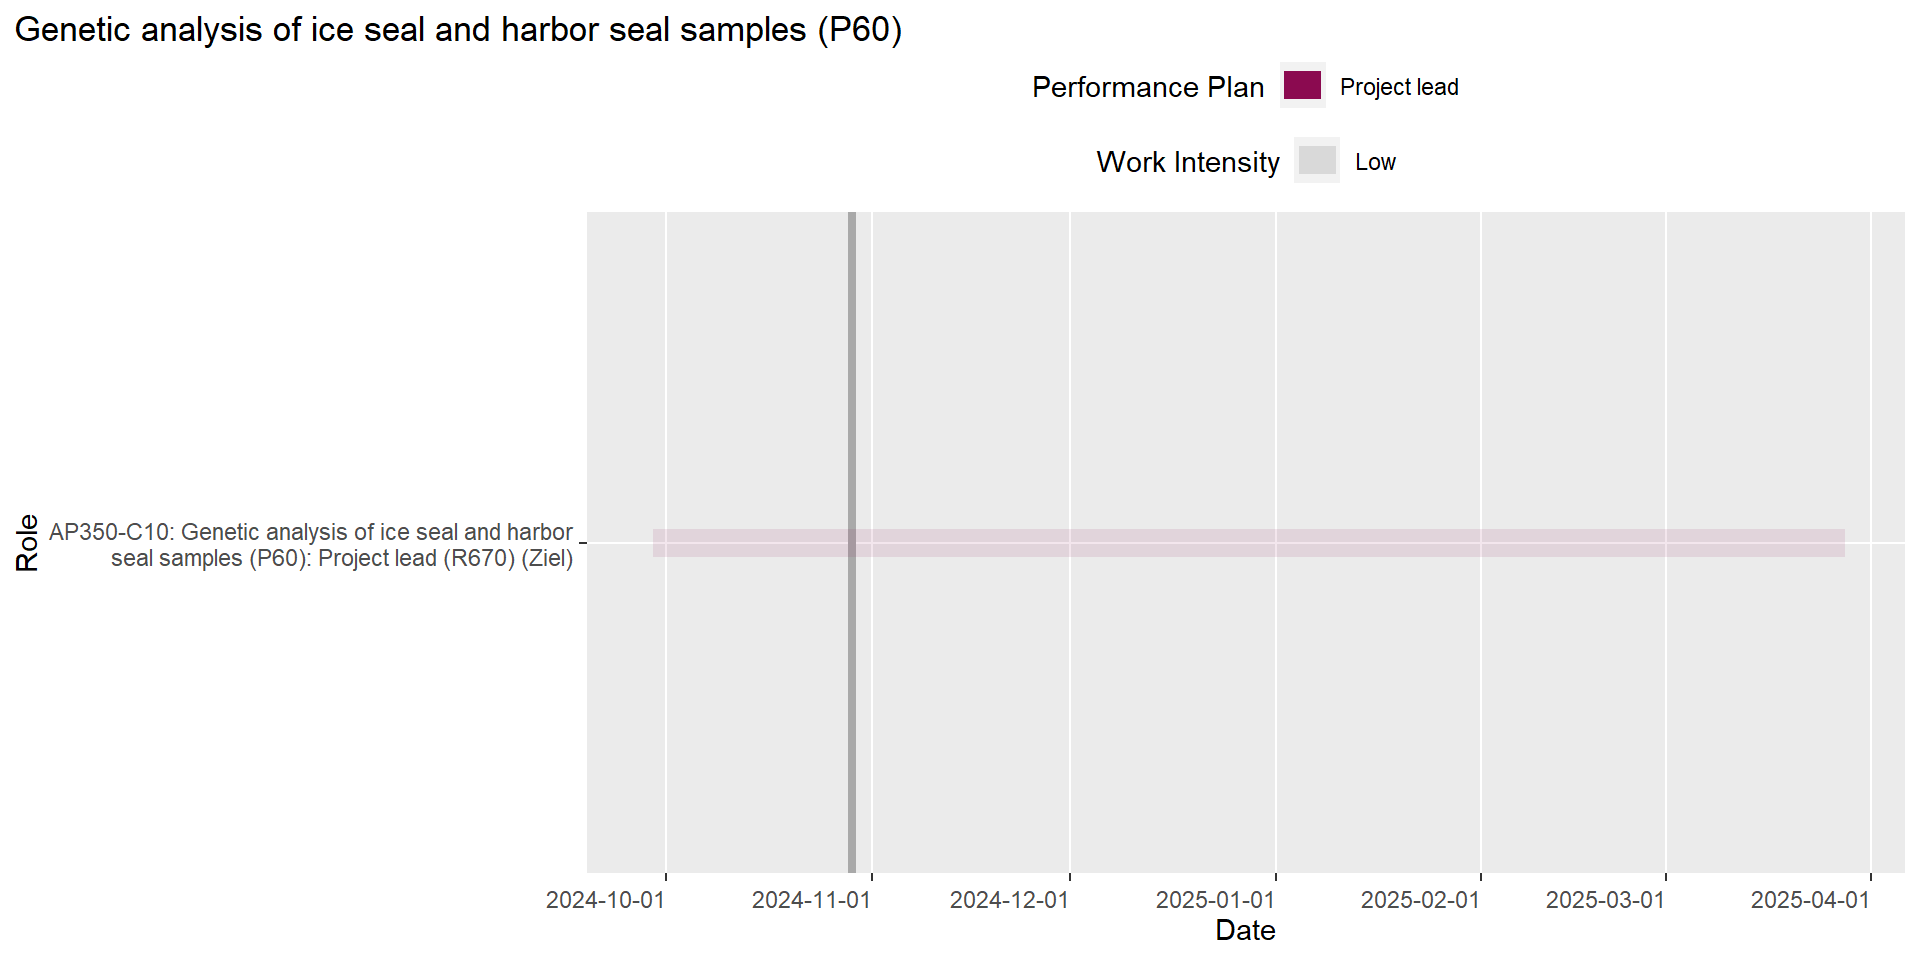 Genetic analysis of ice seal and harbor seal samples (P60)
Performance Plan Project lead
Work Intensity Low
Role
AP350-C10: Genetic analysis of ice seal and harbor
seal samples (P60): Project lead (R670) (Ziel)
2024-10-01 2024-11-01 2024-12-01 2025-01-01 2025-02-01 2025-03-01 2025-04-01
Date